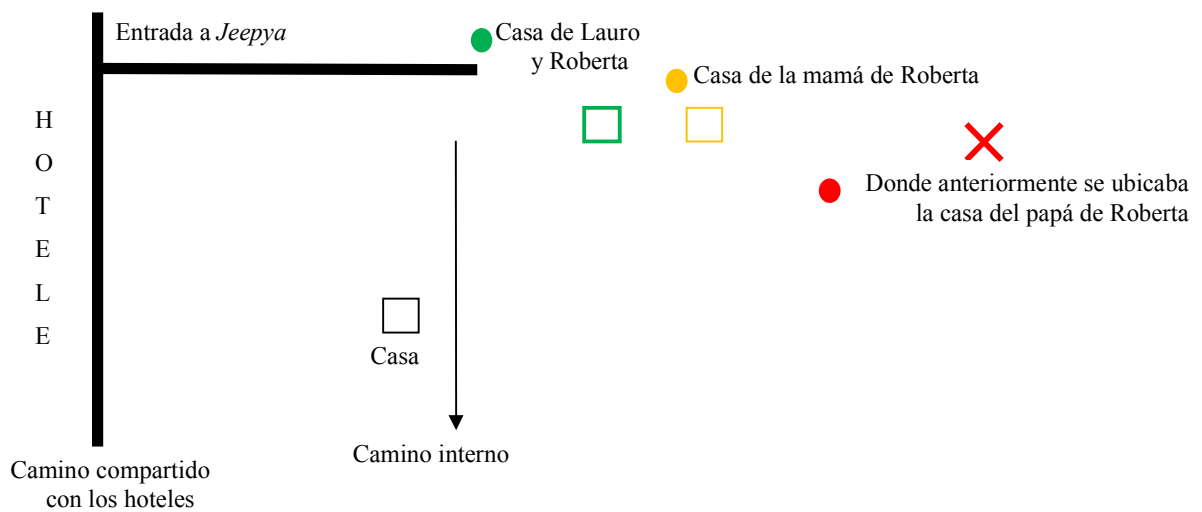 Entrada a Jeepya
Casa de Lauro
y Roberta
Casa de la mamá de Roberta
H
O
T
E
L
E
Donde anteriormente se ubicaba
la casa del papá de Roberta
Casa
Camino interno
Camino compartido
con los hoteles